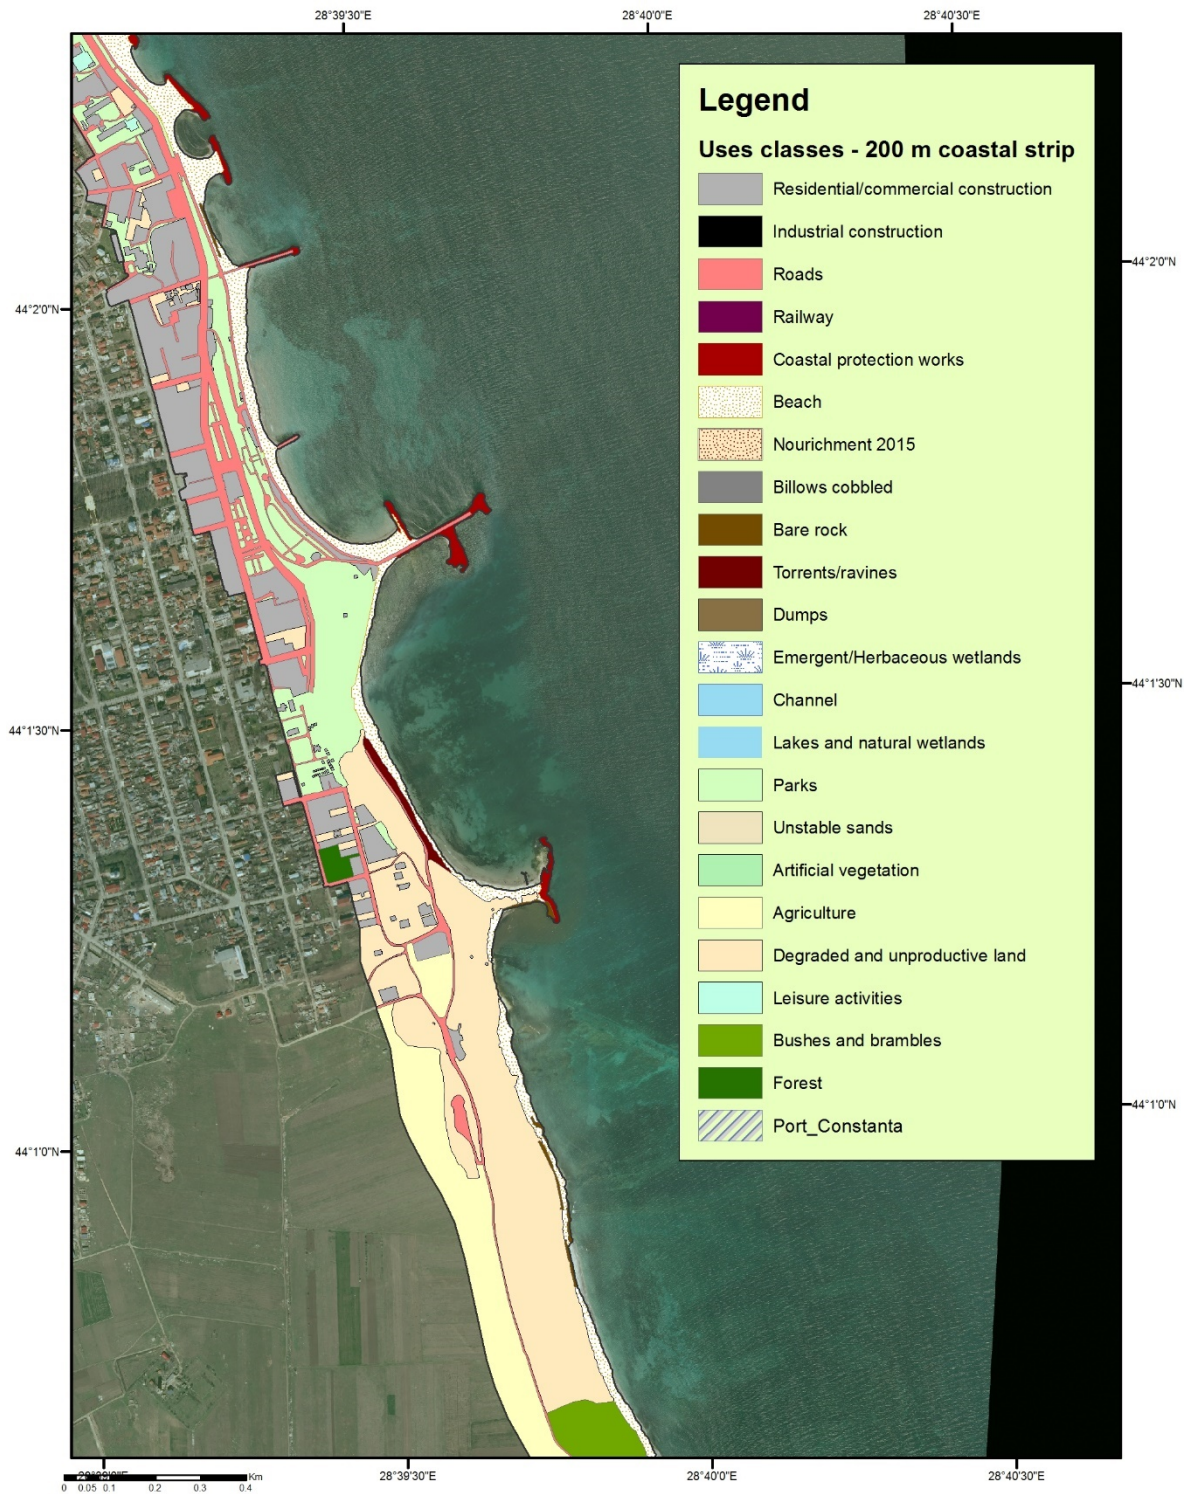 28°39'30"E 28°40'0"E 28°40'30"E
Legend
Uses classes - 200 m coastal strip
Residential/commercial construction
Industrial construction
Roads
Railway
Coastal protection works
Beach
Nourichment 2015
Billows cobbled
Bare rock
Torrents/ravines
Dumps
Emergent/Herbaceous wetlands
Channel
Lakes and natural wetlands
Parks
Unstable sands
Artificial vegetation
Agriculture
Degraded and unproductive land
Leisure activities
Bushes and brambles
Forest
Port_Constanta
44°2'0"N
44°1'30"N
44°1'0"N
44°2'0"N
44°1'30"N
44°1'0"N
28°39'30"E 28°40'0"E 28°40'30"E
Km
0 0.05 0.1 0.2 0.3 0.4